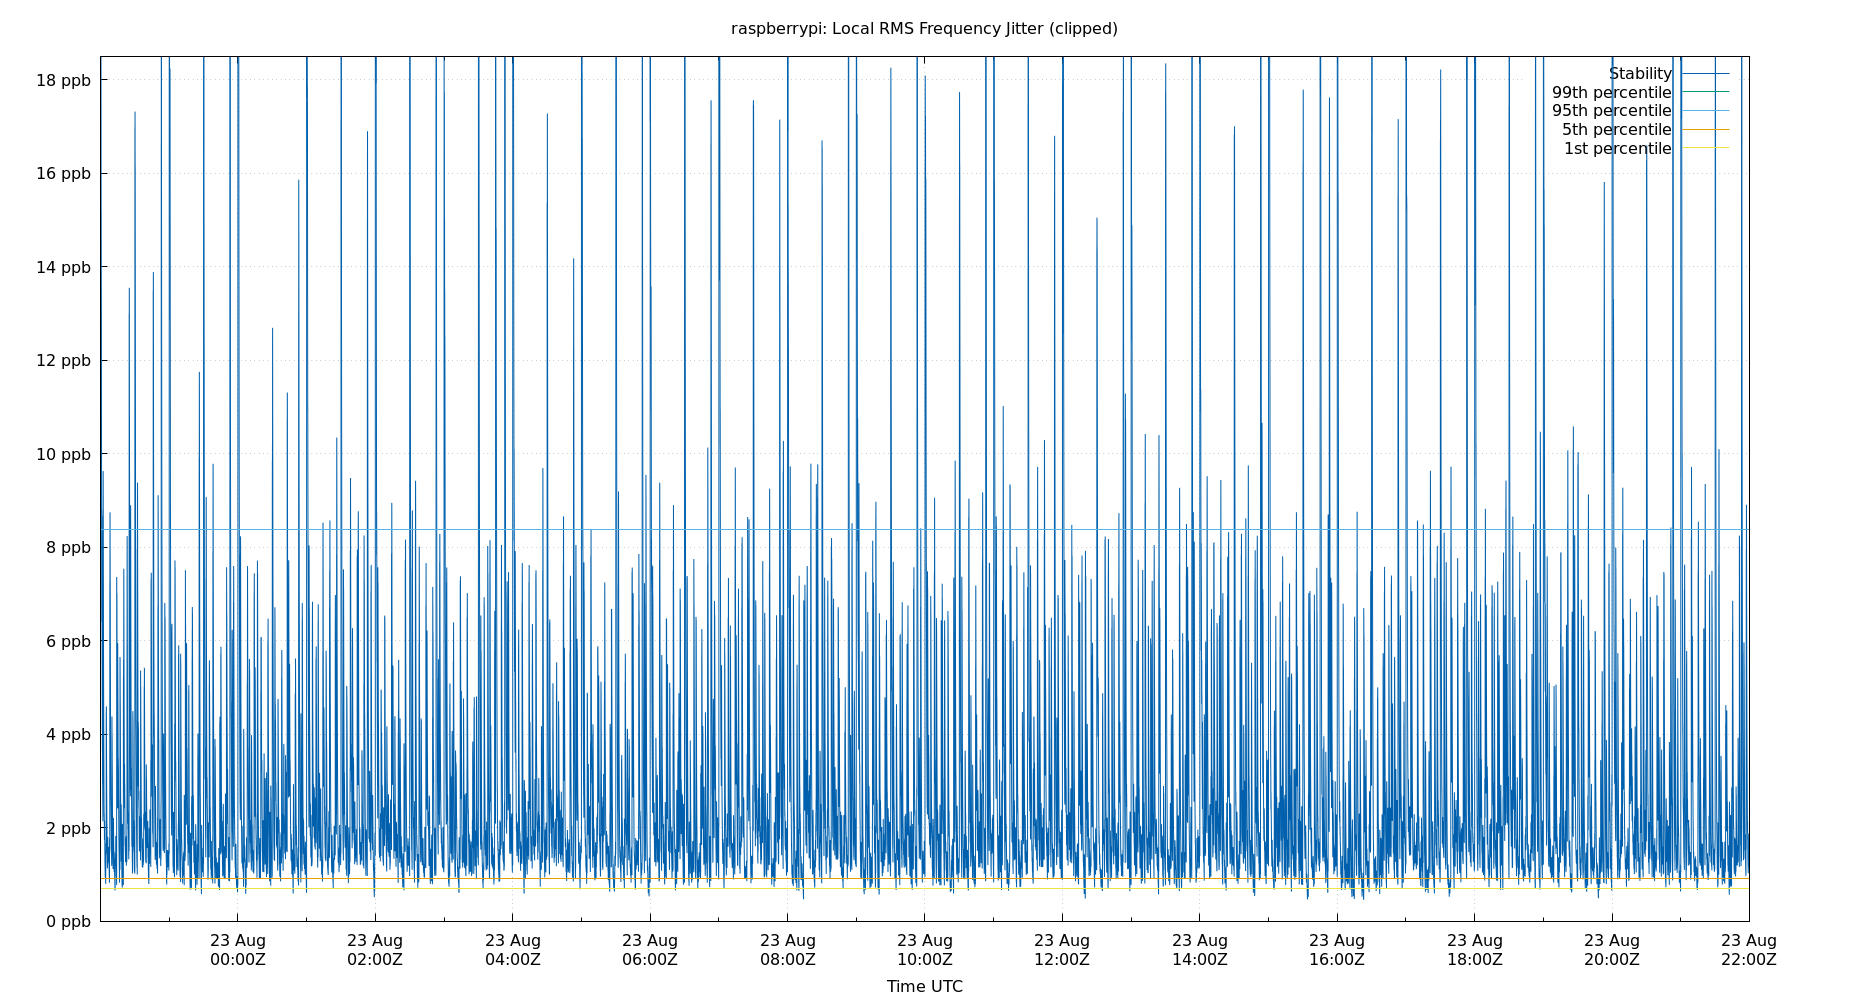 raspberrypi: Local RMS Frequency Jitter (clipped)
18 ppb
16 ppb
14 ppb
12 ppb
10 ppb
8 ppb
6 ppb
4 ppb
2 ppb
0 ppb
Stability
99th percentile
95th percentile
5th percentile
1st percentile
23 Aug 23 Aug 23 Aug 23 Aug 23 Aug 23 Aug 23 Aug 23 Aug 23 Aug 23 Aug 23 Aug 23 Aug
00:00Z 02:00Z 04:00Z 06:00Z 08:00Z 10:00Z 12:00Z 14:00Z 16:00Z 18:00Z 20:00Z 22:00Z
Time UTC